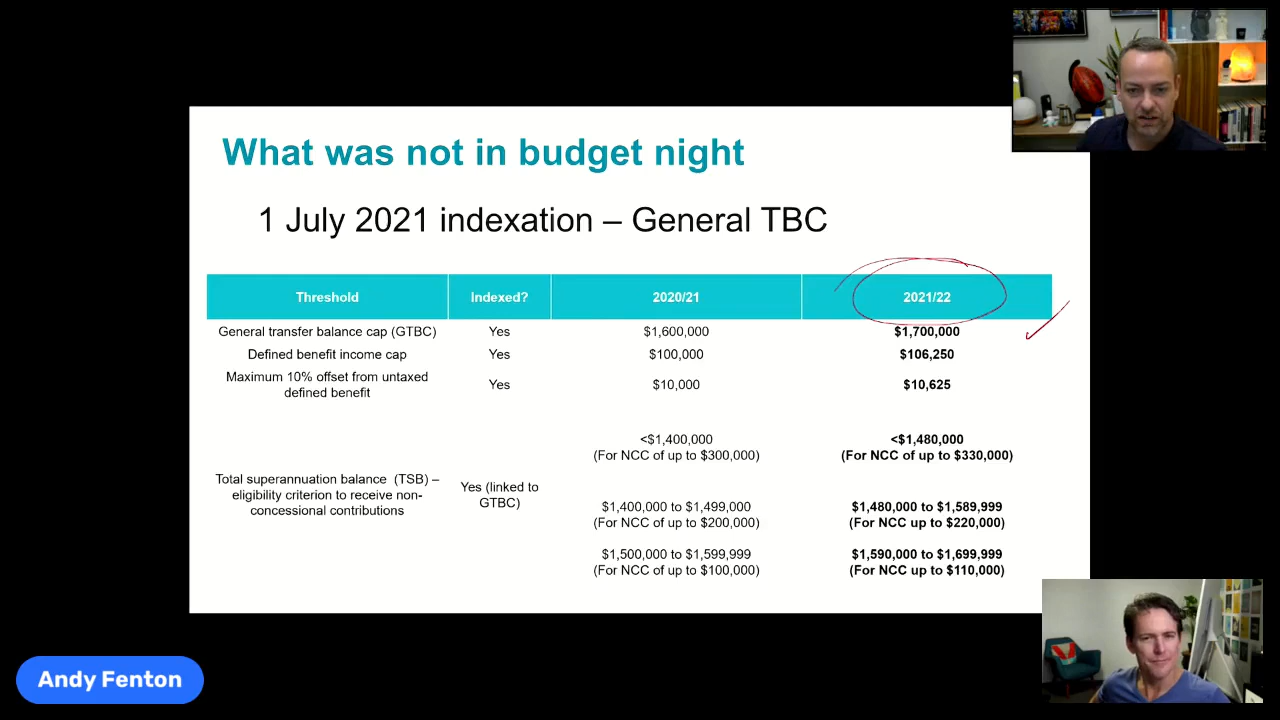 What was not in budget night
1 July 2021 indexation – General TBC
Threshold
Indexed?
2020/21
2021/22
General transfer balance cap (GTBC)
Yes
$1,600,000
$1,700,000
Defined benefit income cap
Yes
$100,000
$106,250
Maximum 10% offset from untaxed
defined benefit
Yes
$10,000
$10,625
Total superannuation balance (TSB) –
eligibility criterion to receive non-
concessional contributions
Yes (linked to
GTBC)
<$1,400,000
(For NCC of up to $300,000)
<$1,480,000
(For NCC of up to $330,000)
$1,400,000 to $1,499,000
(For NCC of up to $200,000)
$1,480,000 to $1,589,999
(For NCC up to $220,000)
$1,500,000 to $1,599,999
(For NCC of up to $100,000)
$1,590,000 to $1,699,999
(For NCC up to $110,000)
Andy Fenton